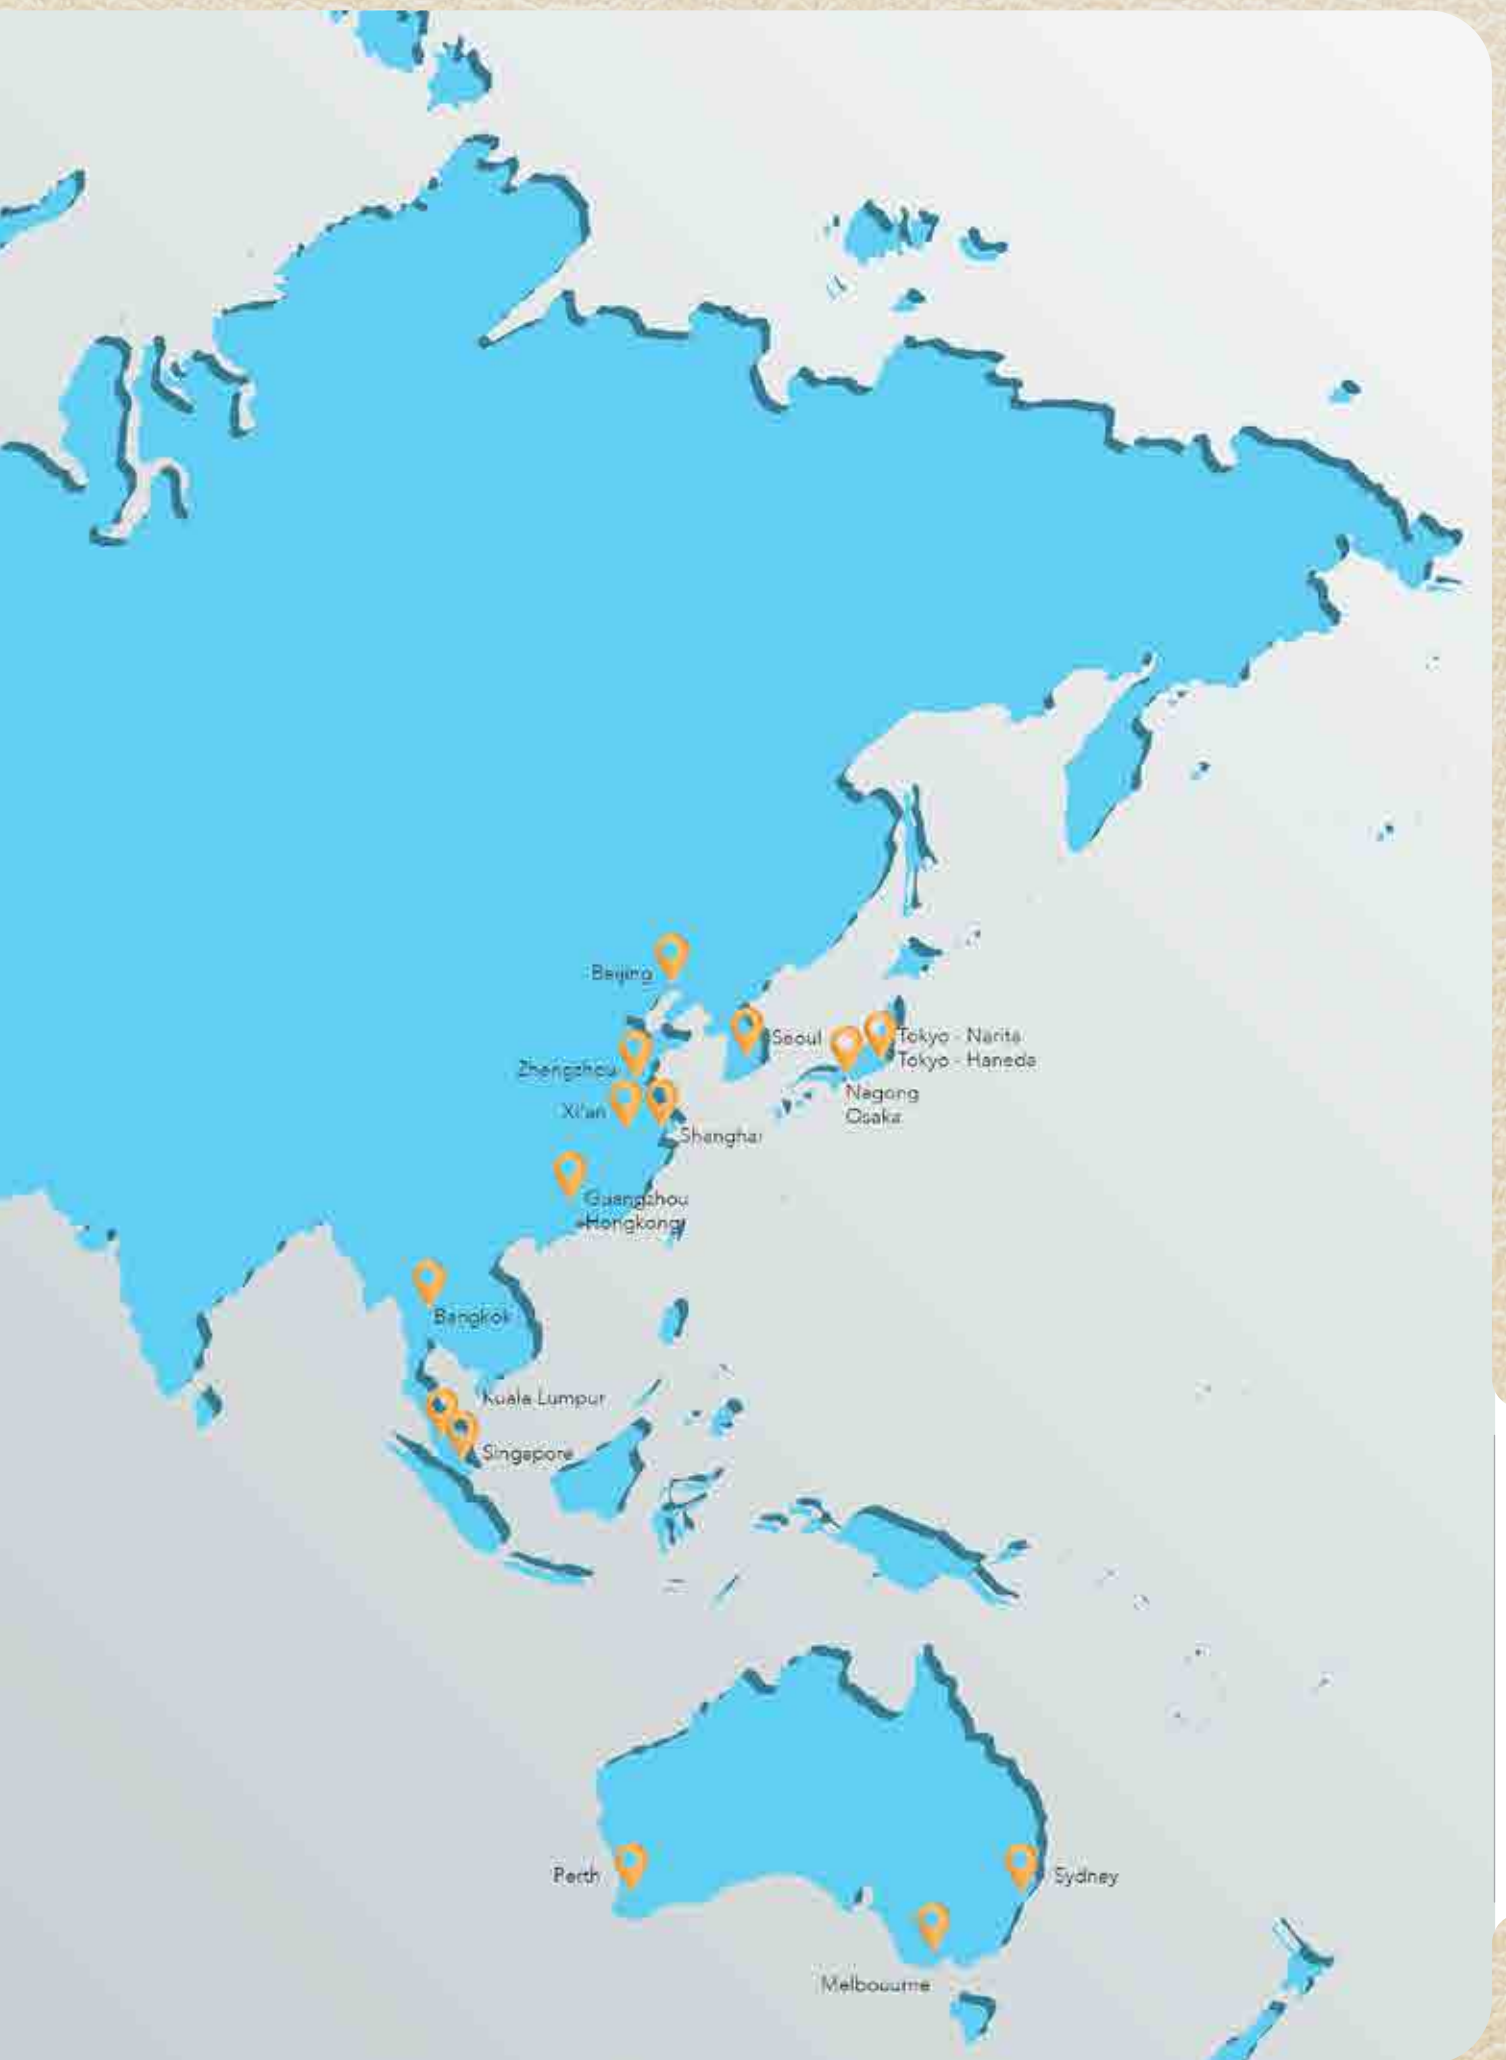 Beijing
Seoul
Tokyo - Narita
Tokyo - Haneda
Zhengzhou
Nagong
Osaka
Xi'an
Shanghai
Guangzhou
Hongkong
Bangkok
Kuala Lumpur
Singapore
Perth
Sydney
Melbouurne